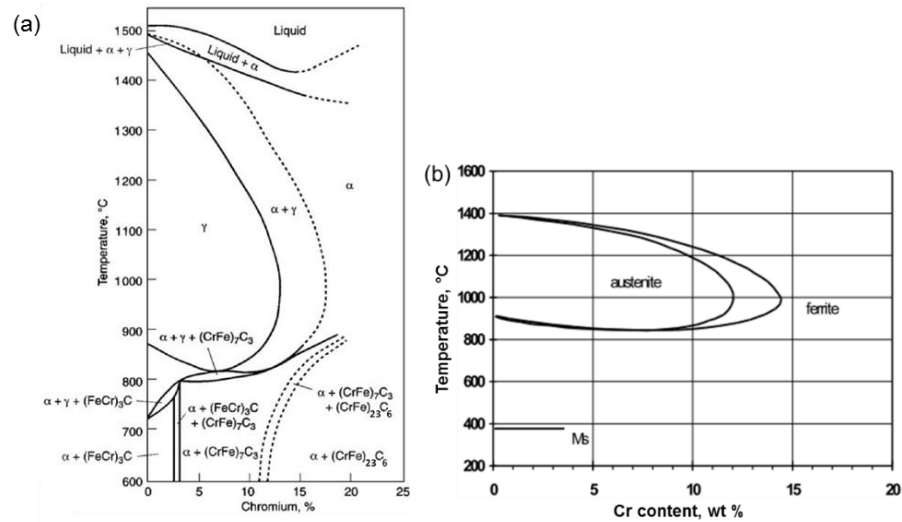 (a)
1500
1400
1300
1200
1100
1000
900
800
700
600
Temperature, °C
0
5
10
15
20
25
Chromium, %
Liquid
Liquid + α + γ
Liquid + α
α
α + γ
γ
α + γ + (CrFe)7C3
α + γ + (FeCr)3C
α + (FeCr)3C
+ (CrFe)7C3
α + (CrFe)7C3
+ (CrFe)23C6
α + (FeCr)3C
α + (CrFe)7C3
α + (CrFe)23C6
(b)
1600
1400
1200
1000
800
600
400
200
Temperature, °C
austenite
ferrite
Ms
0
5
10
15
20
Cr content, wt %